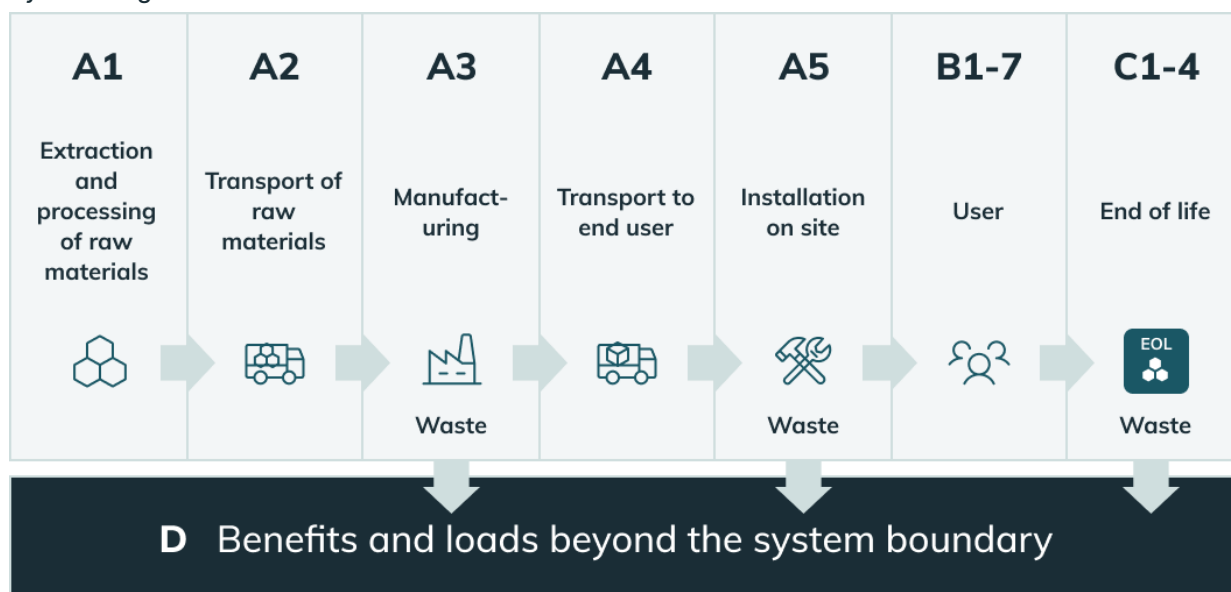 A1
Extraction
and
processing
of raw
materials
A2
Transport of
raw
materials
A3
Manufact-
uring
Waste
A4
Transport to
end user
A5
Installation
on site
Waste
B1-7
User
C1-4
End of life
EOL
Waste
D Benefits and loads beyond the system boundary